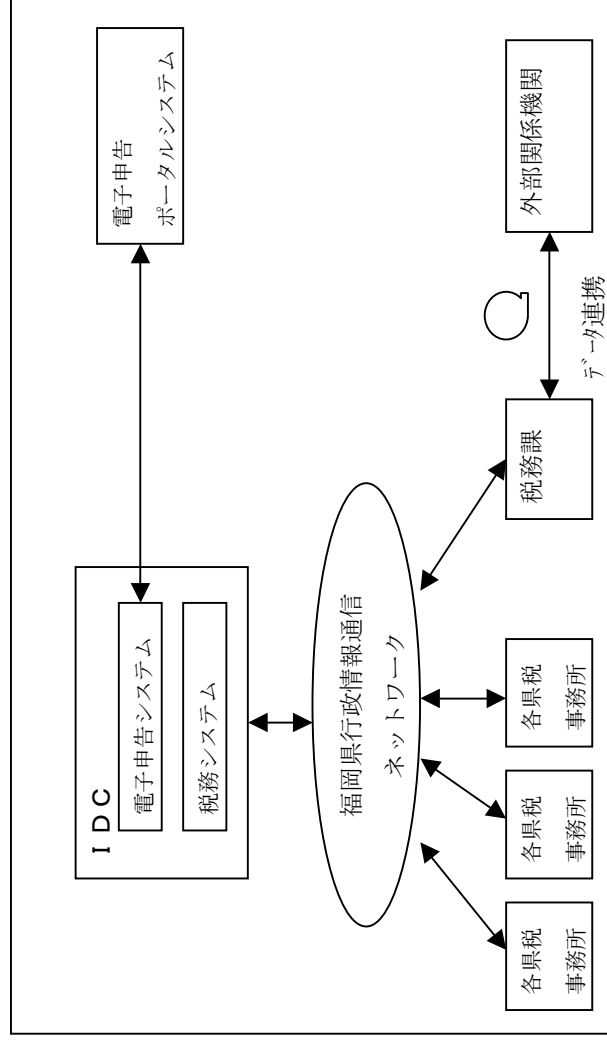 ＩＤＣ
電子申告システム
税務システム
電子申告
ポータルシステム
福岡県行政情報通信
ネットワーク
各県税
事務所
各県税
事務所
各県税
事務所
税務課
データ連携
外部関係機関